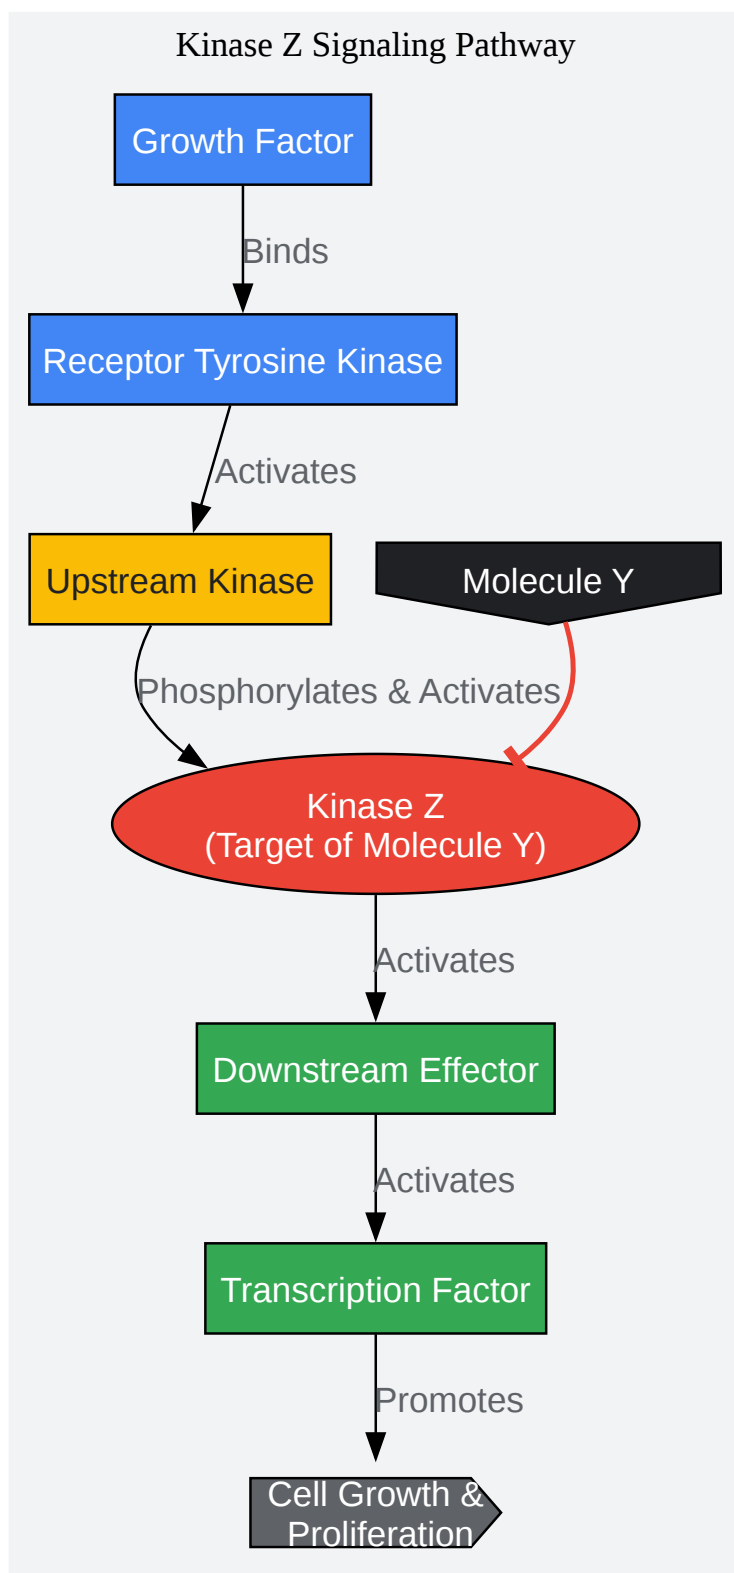 Kinase Z Signaling Pathway
Growth Factor
Binds
Receptor Tyrosine Kinase
Activates
Upstream Kinase
Molecule Y
Phosphorylates & Activates
Kinase Z
(Target of Molecule Y)
Activates
Downstream Effector
Activates
Transcription Factor
Promotes
Cell Growth &
Proliferation